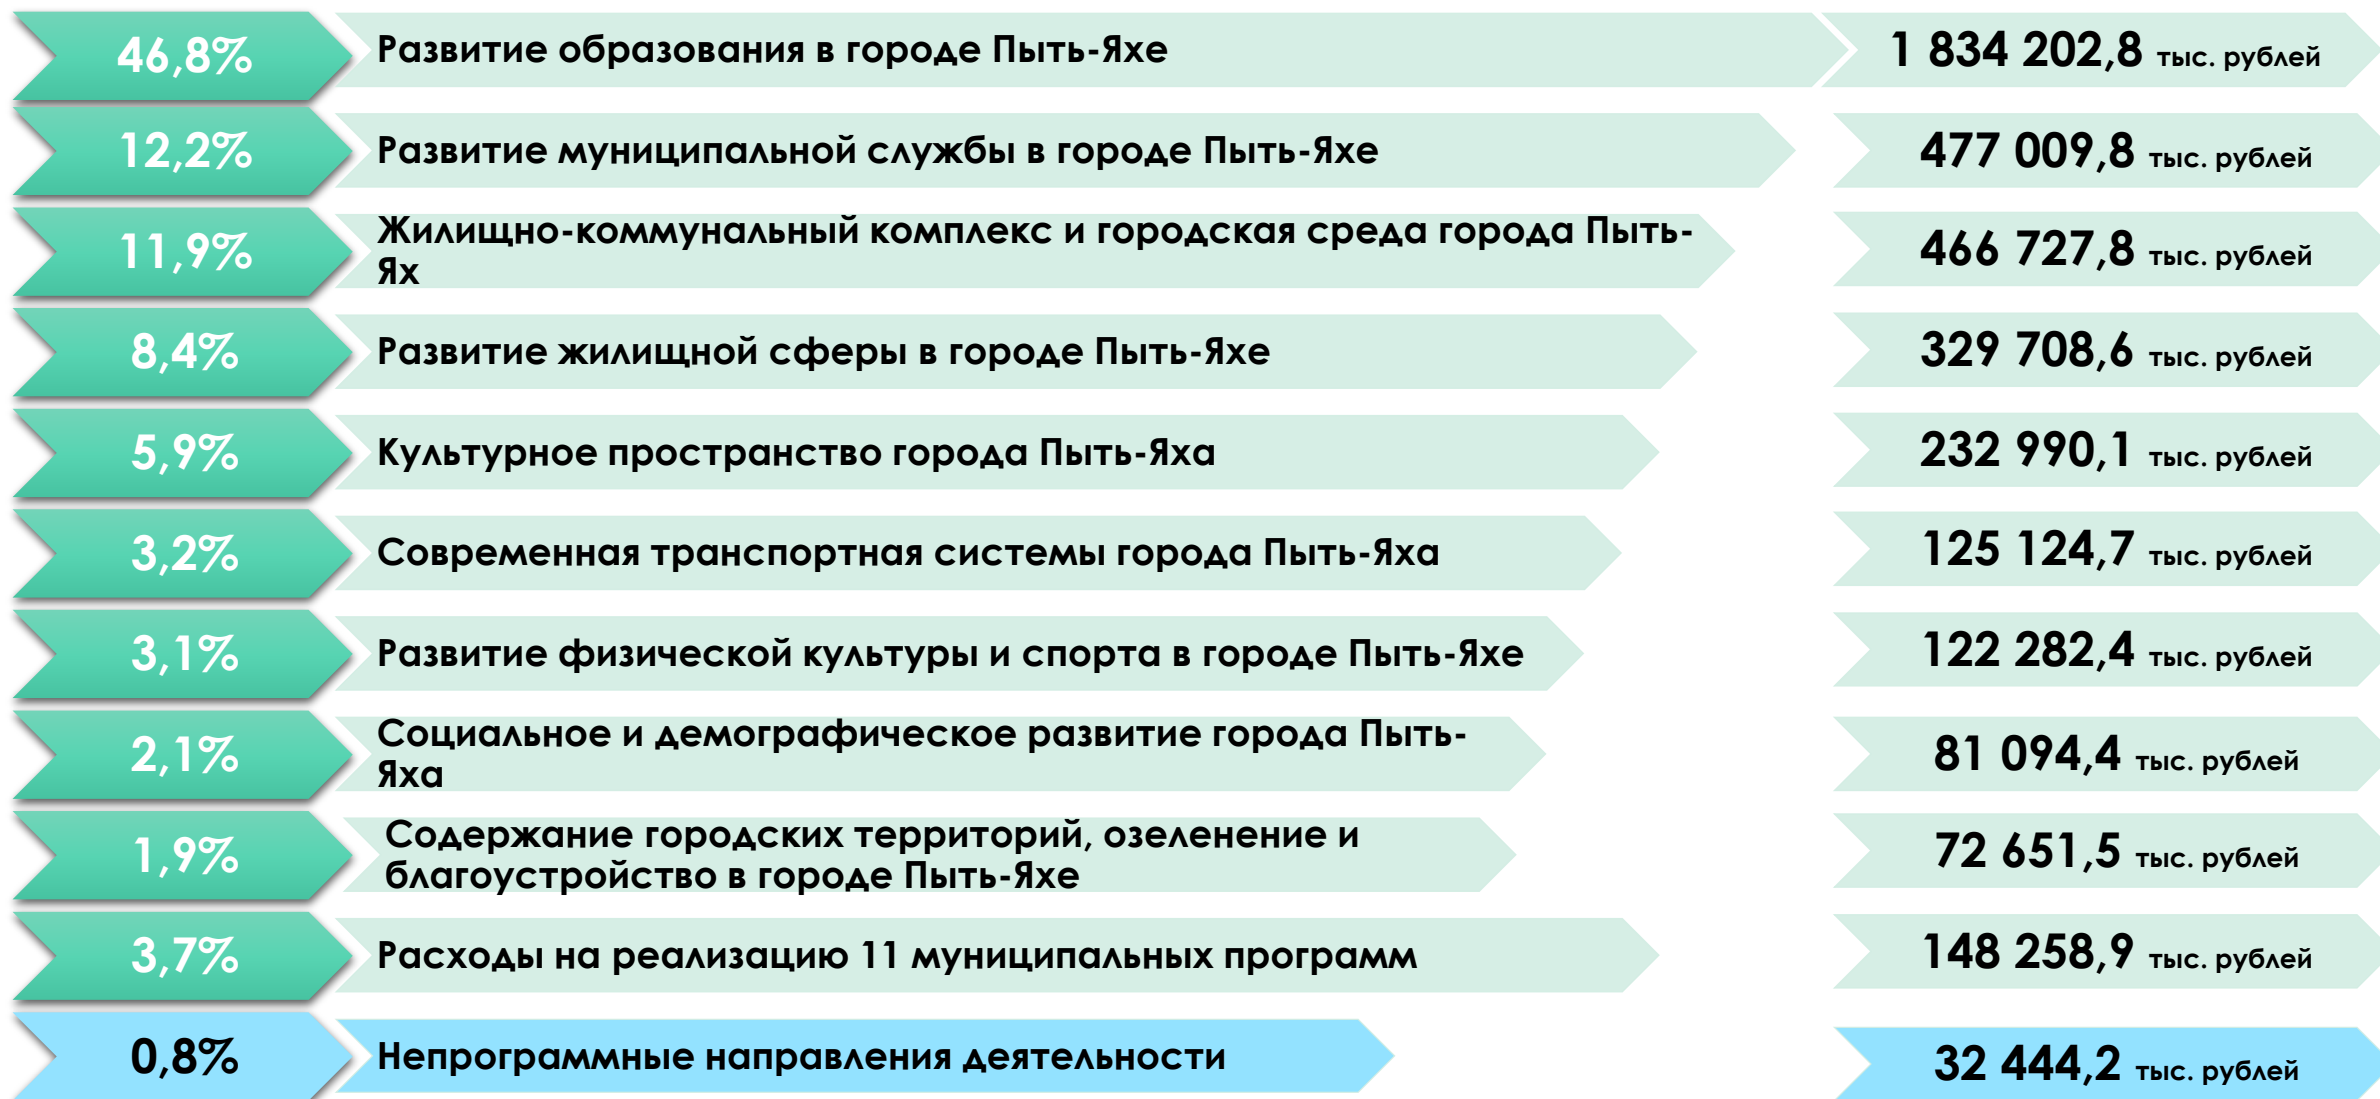 46,8% Развитие образования в городе Пыть-Яхе 1 834 202,8 тыс. рублей
12,2% Развитие муниципальной службы в городе Пыть-Яхе 477 009,8 тыс. рублей
11,9% Жилищно-коммунальный комплекс и городская среда города Пыть-
Ях 466 727,8 тыс. рублей
8,4% Развитие жилищной сферы в городе Пыть-Яхе 329 708,6 тыс. рублей
5,9% Культурное пространство города Пыть-Яха 232 990,1 тыс. рублей
3,2% Современная транспортная системы города Пыть-Яха 125 124,7 тыс. рублей
3,1% Развитие физической культуры и спорта в городе Пыть-Яхе 122 282,4 тыс. рублей
2,1% Социальное и демографическое развитие города Пыть-
Яха 81 094,4 тыс. рублей
1,9% Содержание городских территорий, озеленение и
благоустройство в городе Пыть-Яхе 72 651,5 тыс. рублей
3,7% Расходы на реализацию 11 муниципальных программ 148 258,9 тыс. рублей
0,8% Непрограммные направления деятельности 32 444,2 тыс. рублей